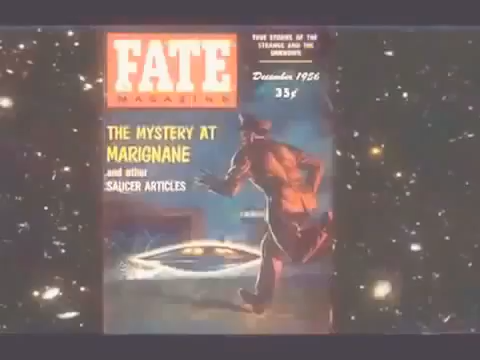 FATE
MAGAZINE
TRUE STORIES OF THE
STRANGE AND THE
UNKNOWN
December 1956
35¢
THE MYSTERY AT
MARIGNANE
and other
SAUCER ARTICLES